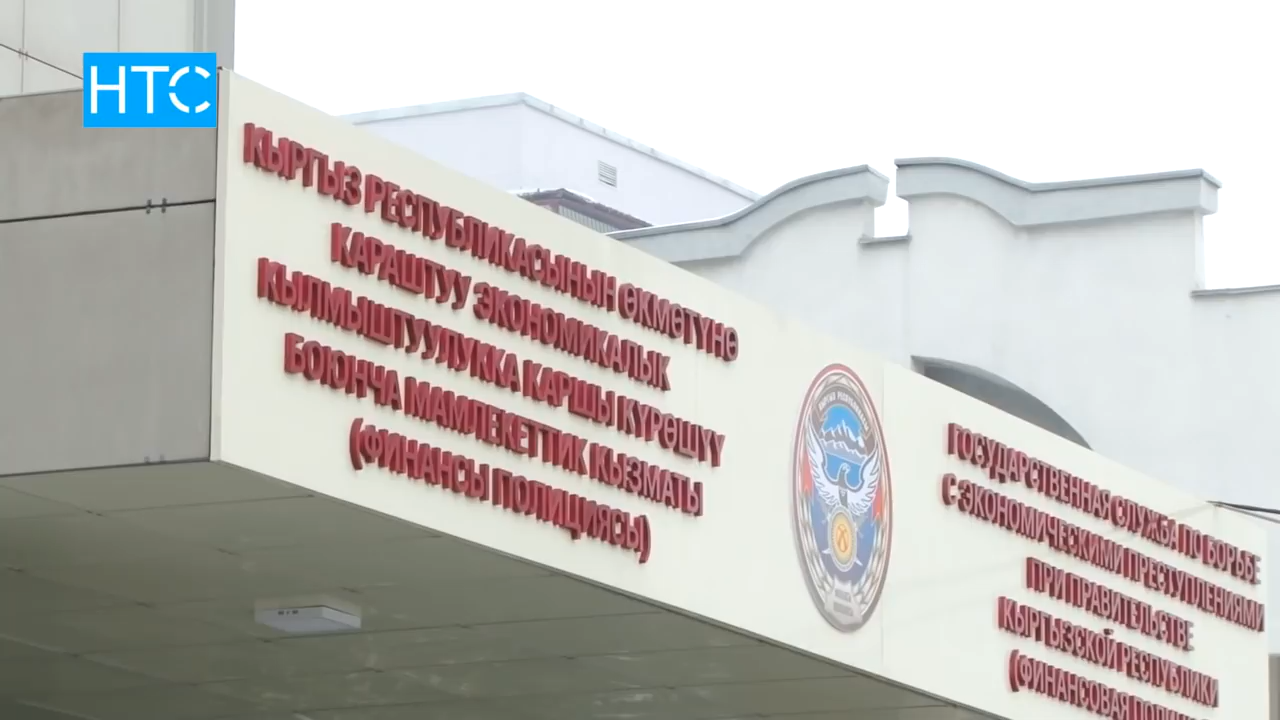 НТС
КЫРГЫЗ РЕСПУБЛИКАСЫНЫН ӨКМӨТҮНӨ
КАРАШТУУ ЭКОНОМИКАЛЫК
КЫЛМЫШТУУЛУККА КАРШЫ КҮРӨШҮҮ
БОЮНЧА МАМЛЕКЕТТИК КЫЗМАТЫ
(ФИНАНСЫ ПОЛИЦИЯСЫ)
ГОСУДАРСТВЕННАЯ СЛУЖБА ПО БОРЬБЕ
С ЭКОНОМИЧЕСКИМИ ПРЕСТУПЛЕНИЯМИ
ПРИ ПРАВИТЕЛЬСТВЕ
КЫРГЫЗСКОЙ РЕСПУБЛИКИ
(ФИНАНСОВАЯ